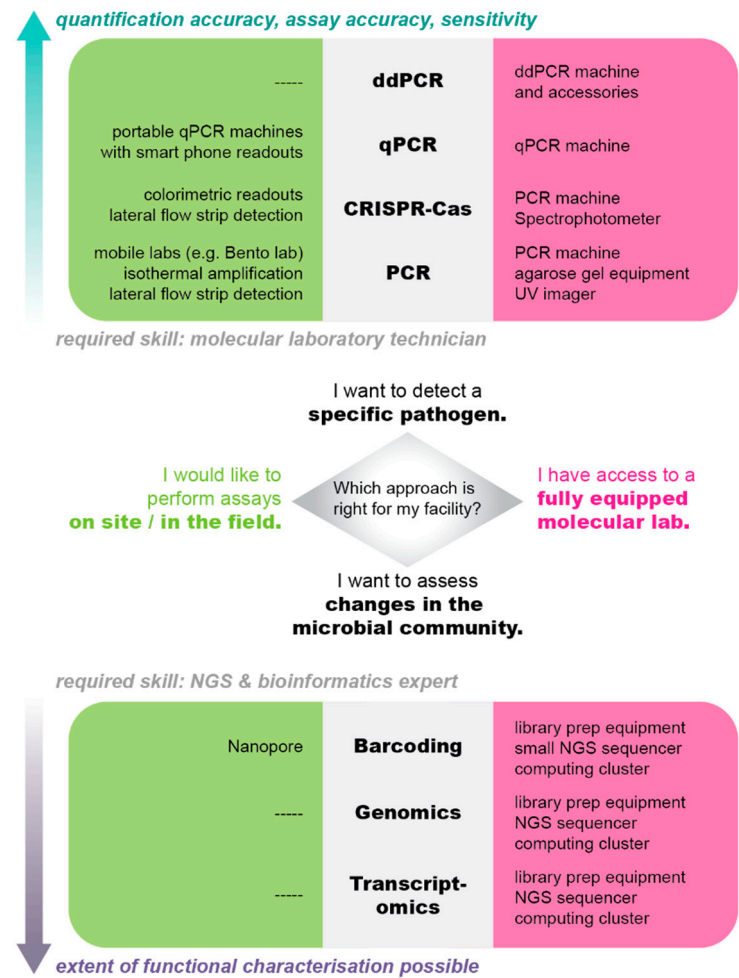 quantification accuracy, assay accuracy, sensitivity
-----
ddPCR
ddPCR machine
and accessories
portable qPCR machines
with smart phone readouts
qPCR
qPCR machine
colorimetric readouts
lateral flow strip detection
CRISPR-Cas
PCR machine
Spectrophotometer
mobile labs (e.g. Bento lab)
isothermal amplification
lateral flow strip detection
PCR
PCR machine
agarose gel equipment
UV imager
required skill: molecular laboratory technician
I want to detect a
specific pathogen.
I would like to
perform assays
on site / in the field.
Which approach is
right for my facility?
I have access to a
fully equipped
molecular lab.
I want to assess
changes in the
microbial community.
required skill: NGS & bioinformatics expert
Nanopore
Barcoding
library prep equipment
small NGS sequencer
computing cluster
-----
Genomics
library prep equipment
NGS sequencer
computing cluster
-----
Transcript-
omics
library prep equipment
NGS sequencer
computing cluster
extent of functional characterisation possible